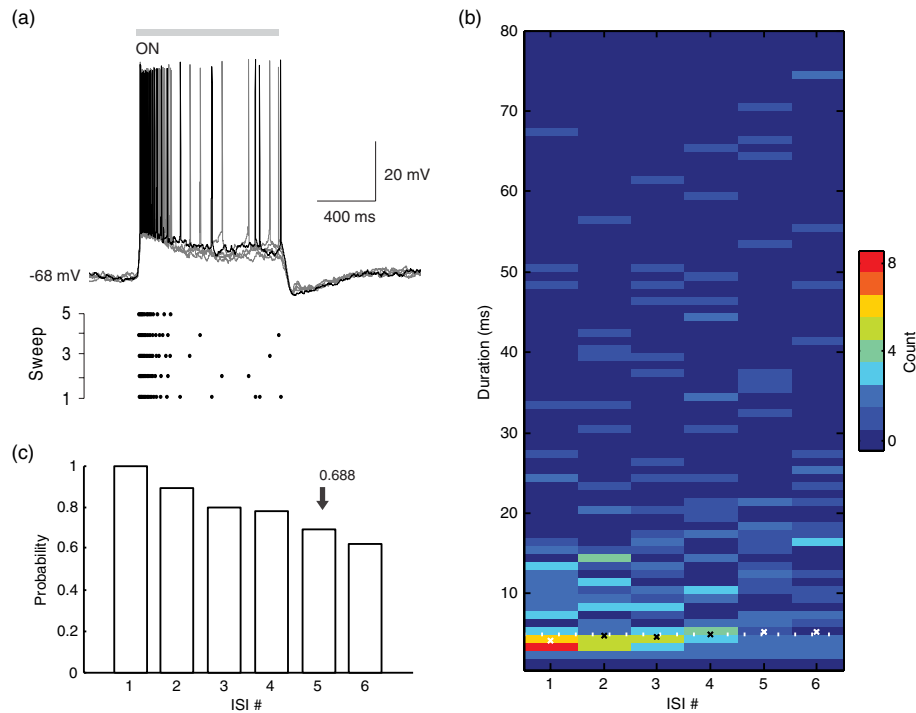 (a)
ON
20 mV
400 ms
-68 mV
5
3
1
Sweep
(b)
80
70
60
50
40
30
20
10
Duration (ms)
1 2 3 4 5 6
ISI #
8
4
0
Count
(c)
1
0.8
0.6
0.4
0.2
0
Probability
0.688
1 2 3 4 5 6
ISI #